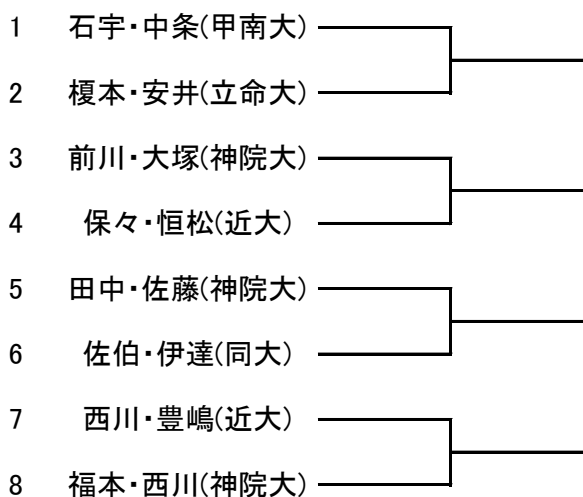 1 石宇・中条(甲南大)
2 榎本・安井(立命大)
3 前川・大塚(神院大)
4 保々・恒松(近大)
5 田中・佐藤(神院大)
6 佐伯・伊達(同大)
7 西川・豊嶋(近大)
8 福本・西川(神院大)